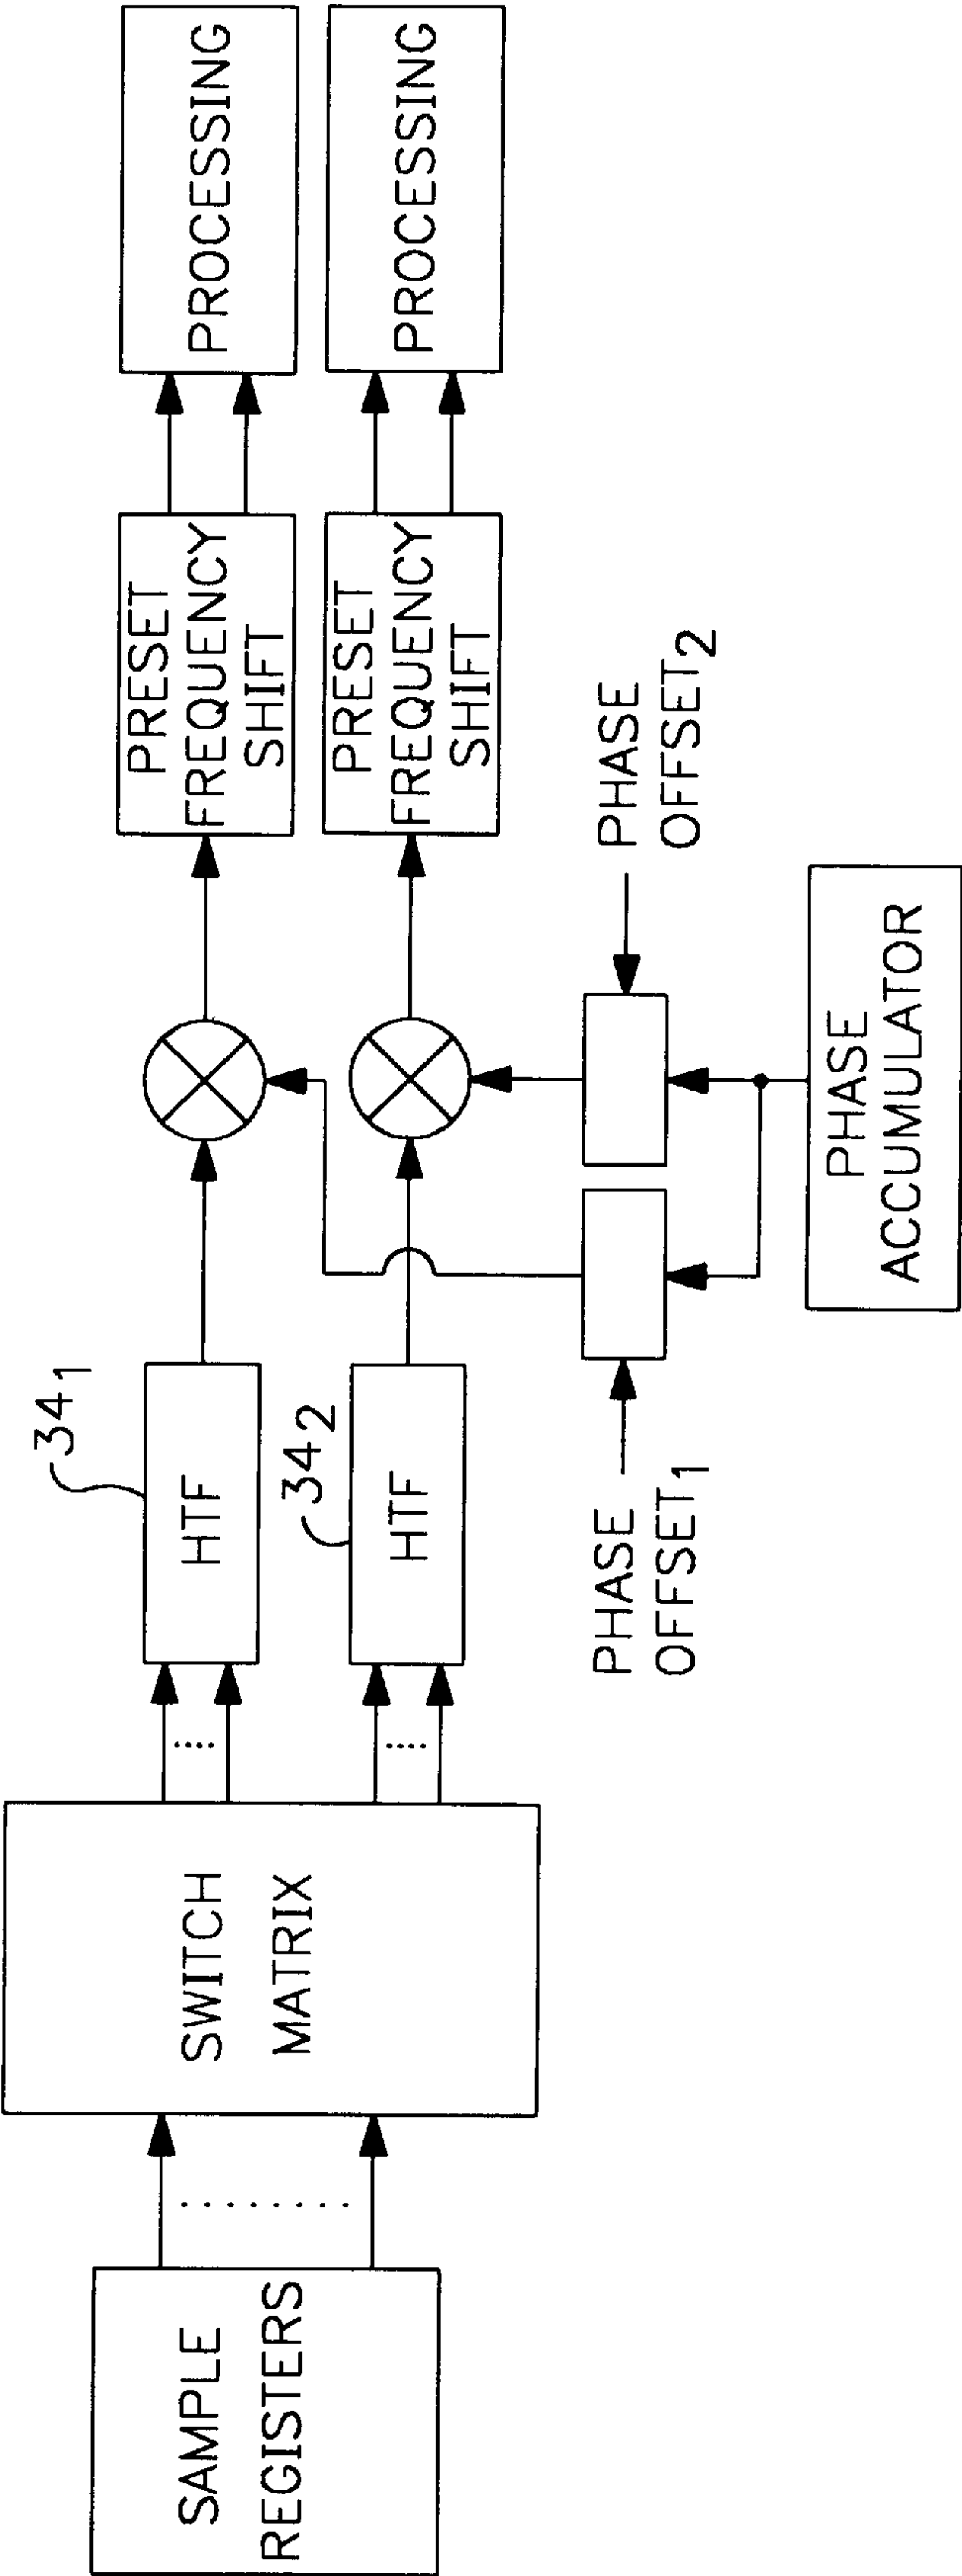 SAMPLE
REGISTERS
SWITCH
MATRIX
34₁
HTF
34₂
HTF
PHASE
OFFSET₁
PHASE
OFFSET₂
PHASE
ACCUMULATOR
PRESET
FREQUENCY
SHIFT
PRESET
FREQUENCY
SHIFT
PROCESSING
PROCESSING